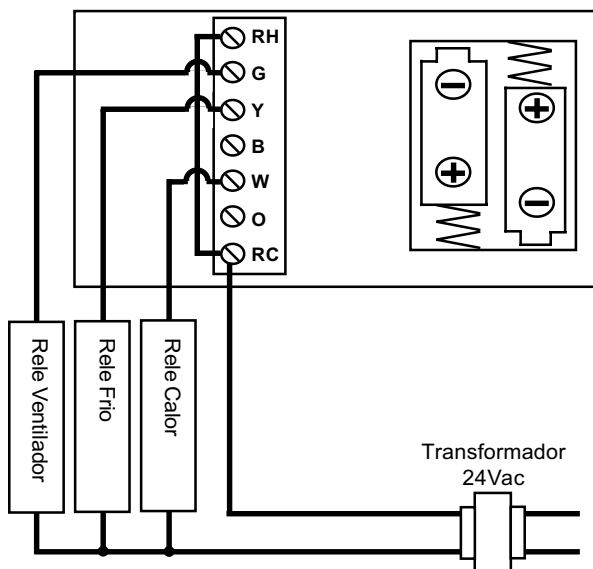 RH
G
Y
B
W
O
RC
Rele Ventilador
Rele Frio
Rele Calor
Transformador
24Vac